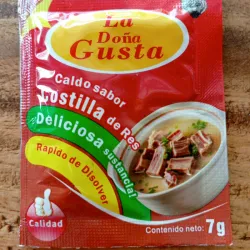 La
Doña
Gusta
Caldo sabor
Costilla de Res
Deliciosa sustancia!
Rapido de Disolver
Calidad
Contenido neto: 7g